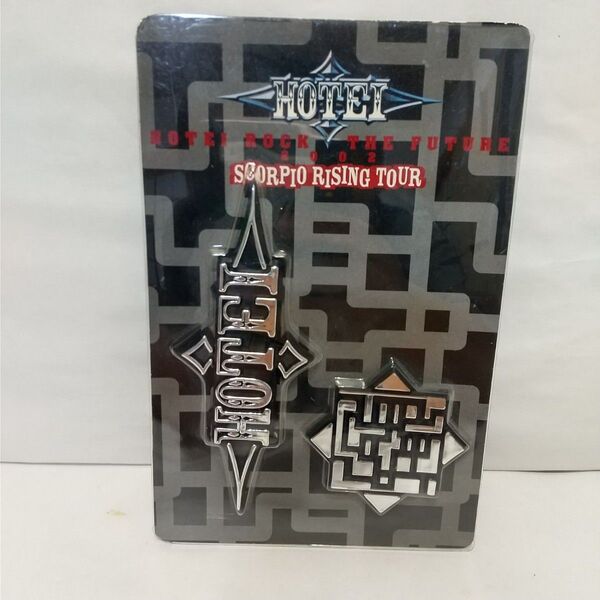 HOTEI
HOTEI ROCK THE FUTURE
2002
SCORPIO RISING TOUR
HOTEI